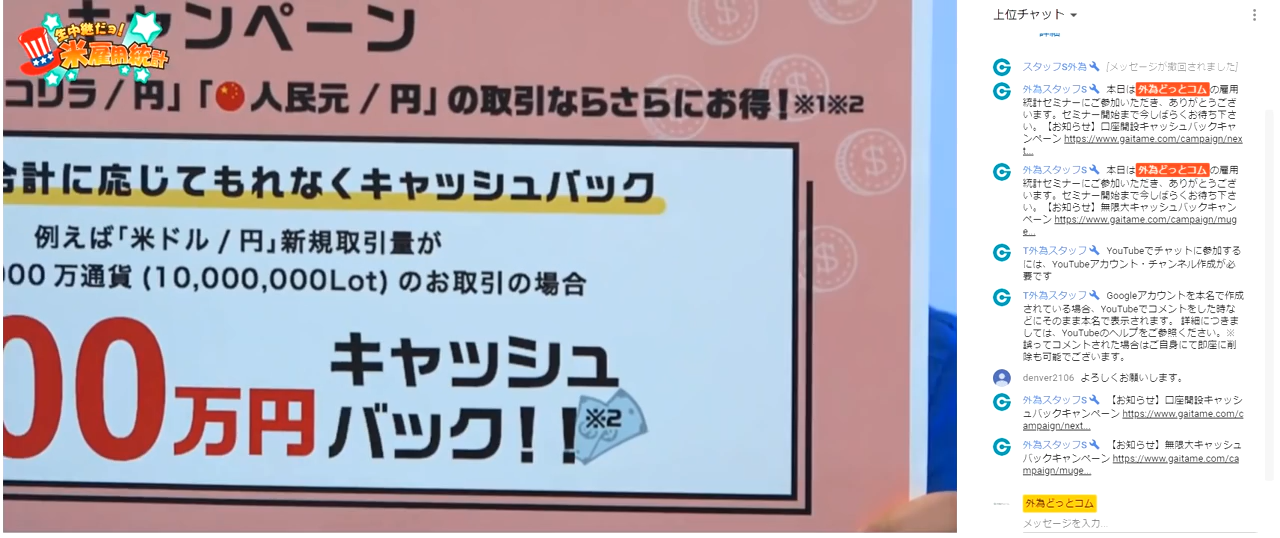 生中継だョ!
米雇用統計
キャンペーン
コリラ / 円」「人民元 / 円」の取引ならさらにお得!※1※2
合計に応じてもれなくキャッシュバック
例えば「米ドル / 円」新規取引量が
00 万通貨 (10,000,000Lot) のお取引の場合
00万円
キャッシュ
バック!!※2
上位チャット
詳細
スタッフS外為 [メッセージが撤回されました]
外為スタッフS 本日は 外為どっとコム の雇用
統計セミナーにご参加いただき、ありがとうござ
います。セミナー開始まで今しばらくお待ち下さ
い。【お知らせ】口座開設キャッシュバックキャ
ンペーン https://www.gaitame.com/campaign/nex
t...
外為スタッフS 本日は 外為どっとコム の雇用
統計セミナーにご参加いただき、ありがとうござ
います。セミナー開始まで今しばらくお待ち下さ
い。【お知らせ】無限大キャッシュバックキャン
ペーン https://www.gaitame.com/campaign/mug
e...
T外為スタッフ YouTubeでチャットに参加する
には、YouTubeアカウント・チャンネル作成が必
要です
T外為スタッフ Googleアカウントを本名で作成
されている場合、YouTubeでコメントをした時な
どにそのまま本名で表示されます。 詳細につきま
しては、YouTubeのヘルプをご参照ください。※
誤ってコメントされた場合はご自身にて即座に削
除も可能でございます。
denver2106 よろしくお願いします。
外為スタッフS 【お知らせ】口座開設キャッシ
ュバックキャンペーン https://www.gaitame.com/c
ampaign/next...
外為スタッフS 【お知らせ】無限大キャッシュ
バックキャンペーン https://www.gaitame.com/ca
mpaign/muge...
外為どっとコム
メッセージを入力...